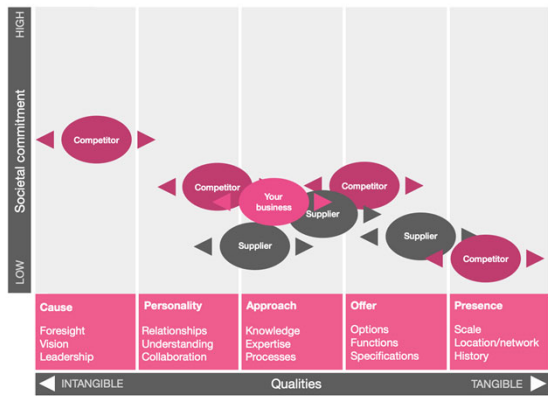 HIGH
Societal commitment
LOW
Competitor
Competitor
Competitor
Your
business
Supplier
Supplier
Supplier
Competitor
Cause
Foresight
Vision
Leadership
Personality
Relationships
Understanding
Collaboration
Approach
Knowledge
Expertise
Processes
Offer
Options
Functions
Specifications
Presence
Scale
Location/network
History
INTANGIBLE
Qualities
TANGIBLE